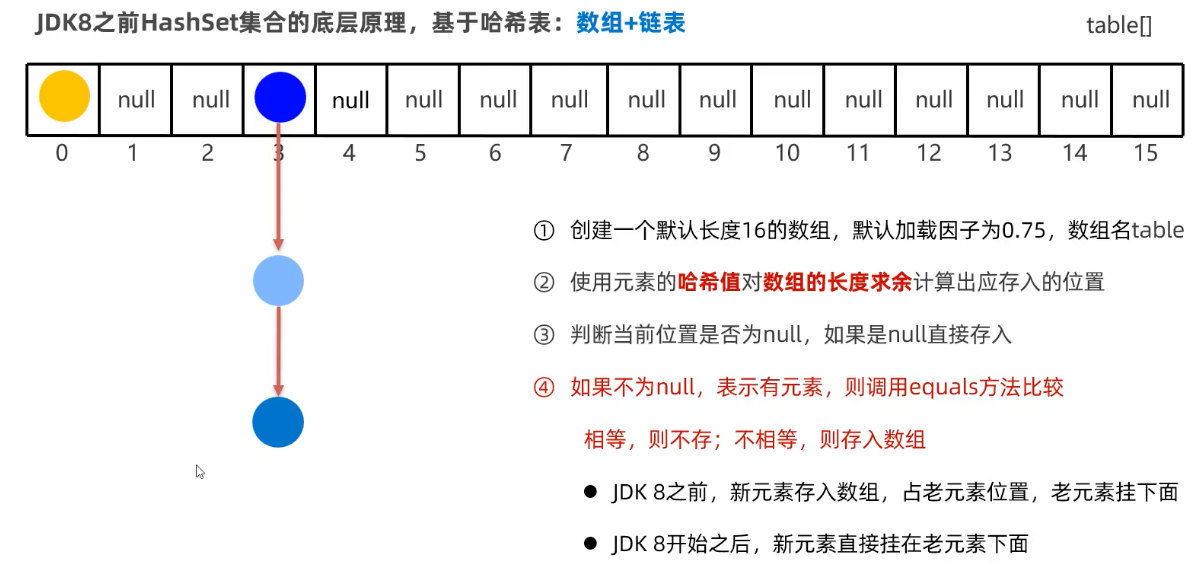 JDK8之前HashSet集合的底层原理，基于哈希表：数组+链表
table[]
null null null null null null null null null null null null null null
0 1 2 3 4 5 6 7 8 9 10 11 12 13 14 15
① 创建一个默认长度16的数组，默认加载因子为0.75，数组名table
② 使用元素的哈希值对数组的长度求余计算出应存入的位置
③ 判断当前位置是否为null，如果是null直接存入
④ 如果不为null，表示有元素，则调用equals方法比较
相等，则不存；不相等，则存入数组
● JDK 8之前，新元素存入数组，占老元素位置，老元素挂下面
● JDK 8开始之后，新元素直接挂在老元素下面